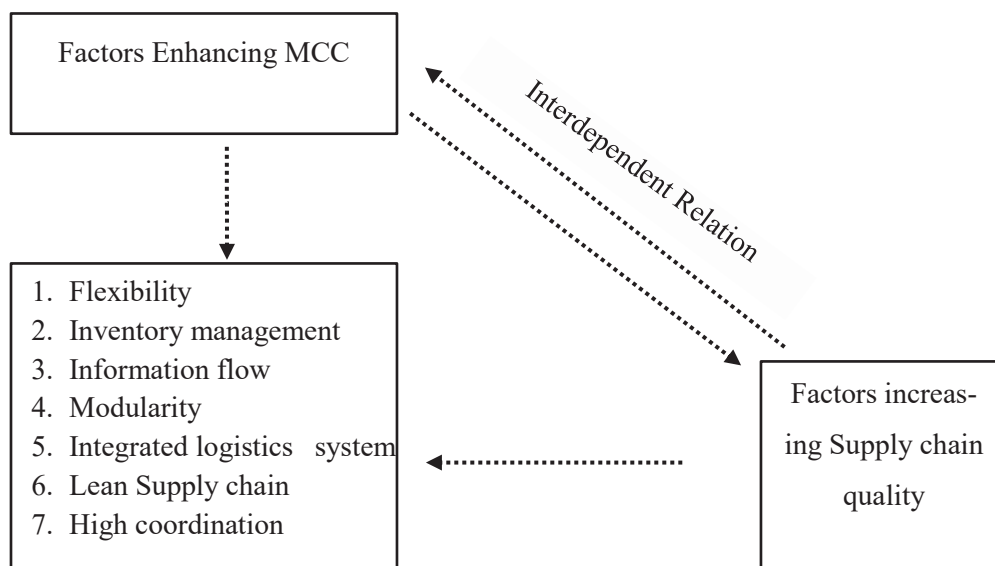 Factors Enhancing MCC
Interdependent Relation
1. Flexibility
2. Inventory management
3. Information flow
4. Modularity
5. Integrated logistics system
6. Lean Supply chain
7. High coordination
Factors increas-
ing Supply chain
quality